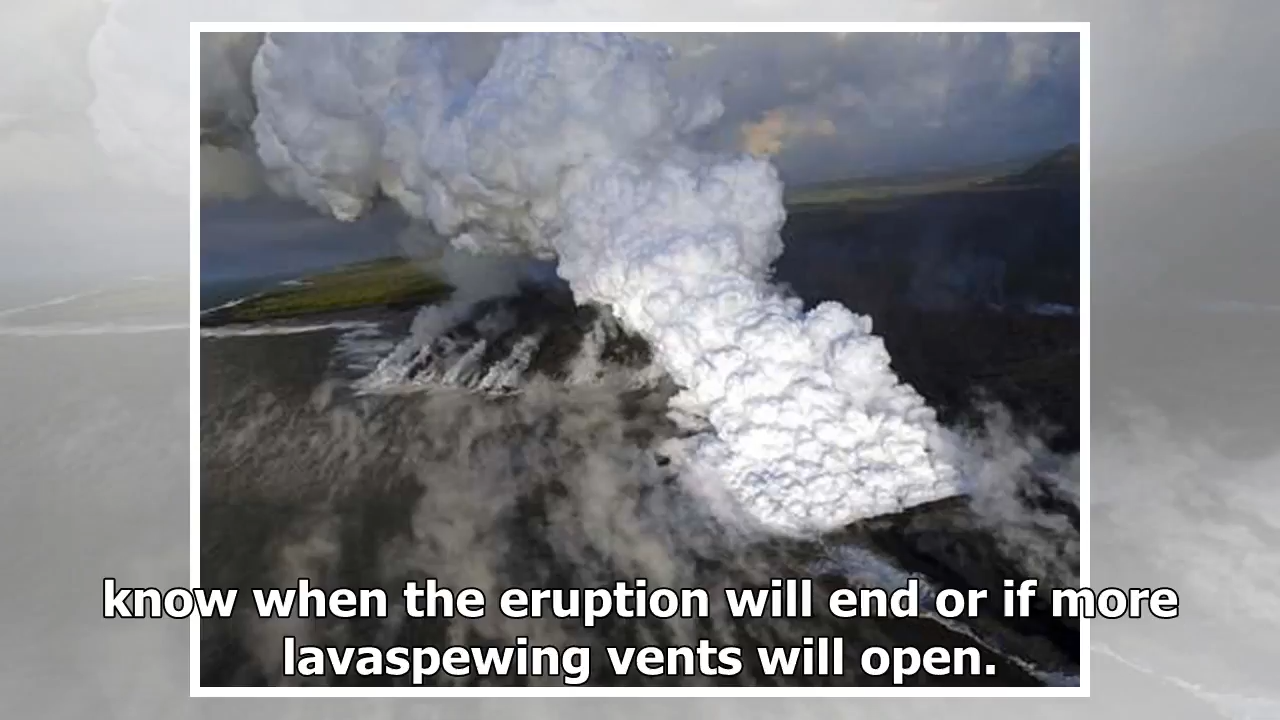 know when the eruption will end or if more
lavaspewing vents will open.